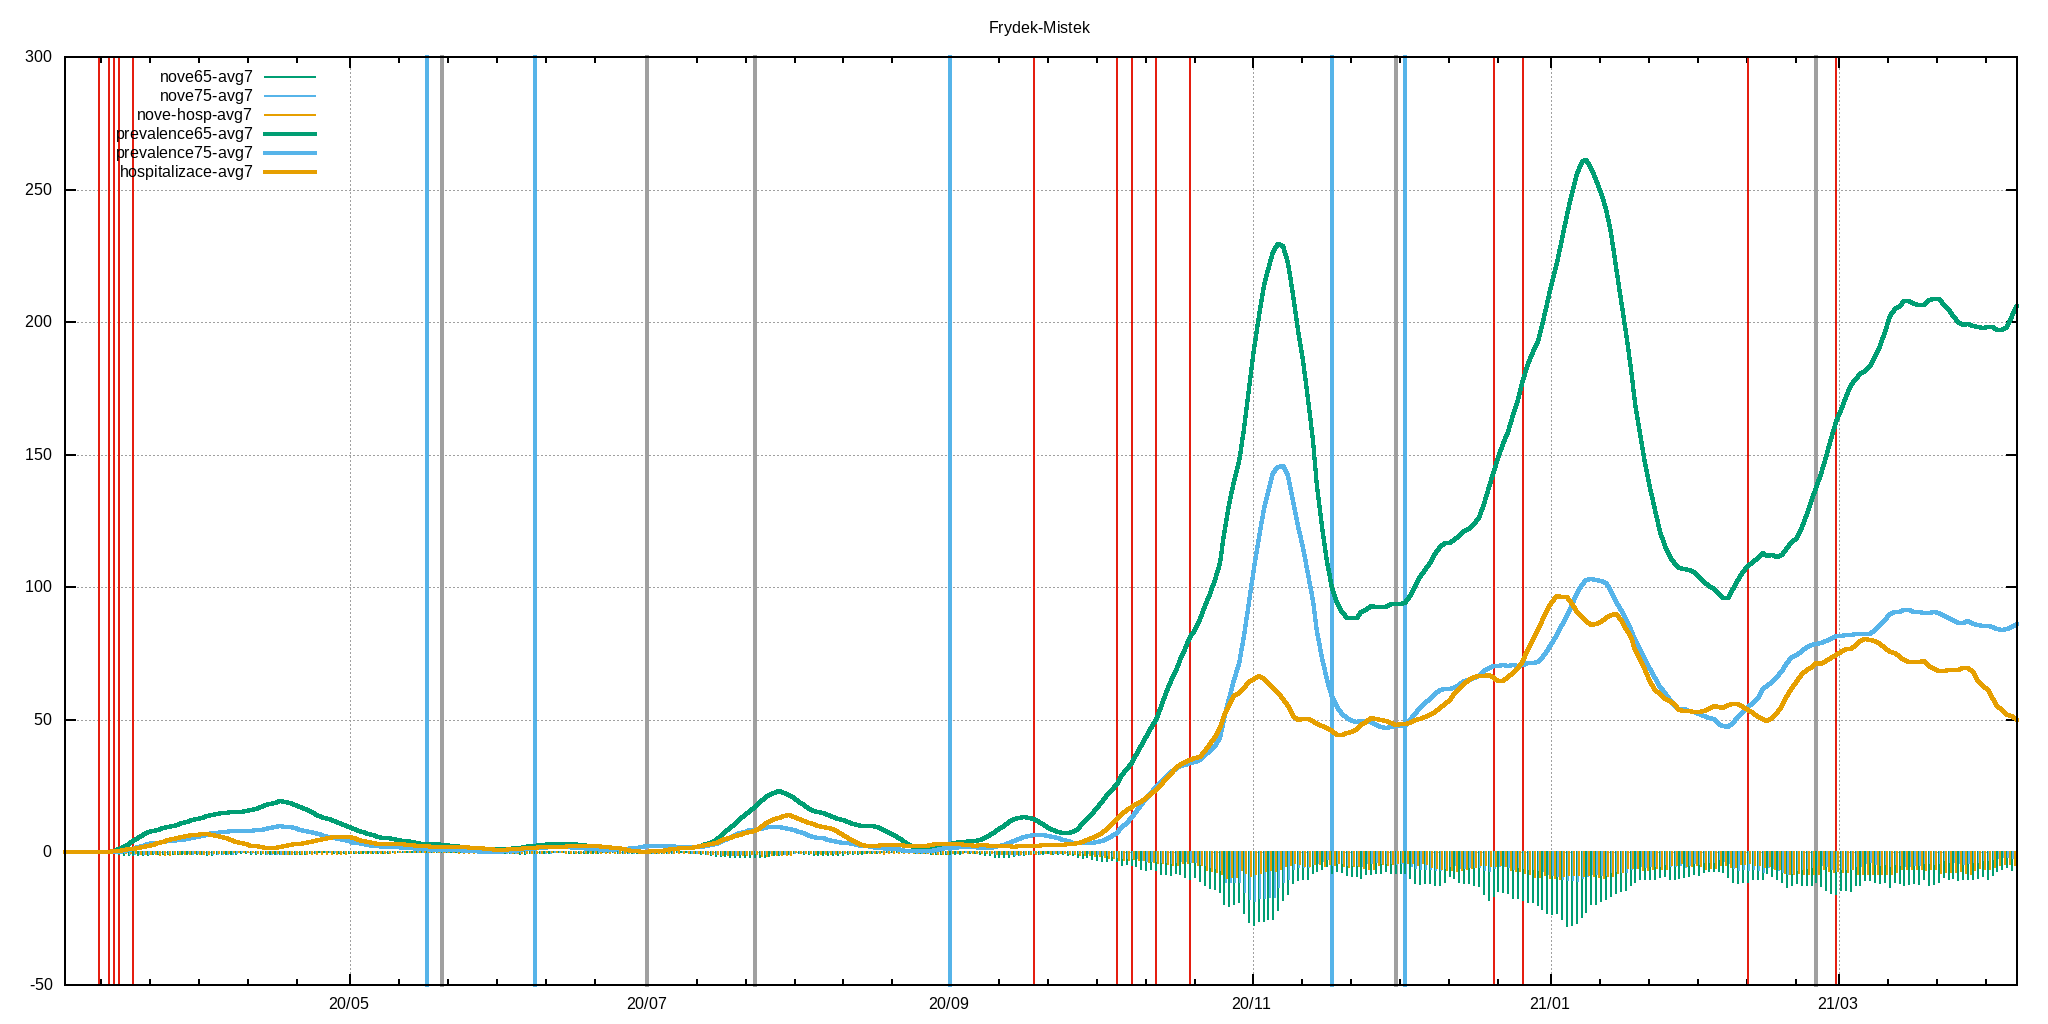 Frydek-Mistek
300
250
200
150
100
50
0
-50
nove65-avg7
nove75-avg7
nove-hosp-avg7
prevalence65-avg7
prevalence75-avg7
hospitalizace-avg7
20/05
20/07
20/09
20/11
21/01
21/03